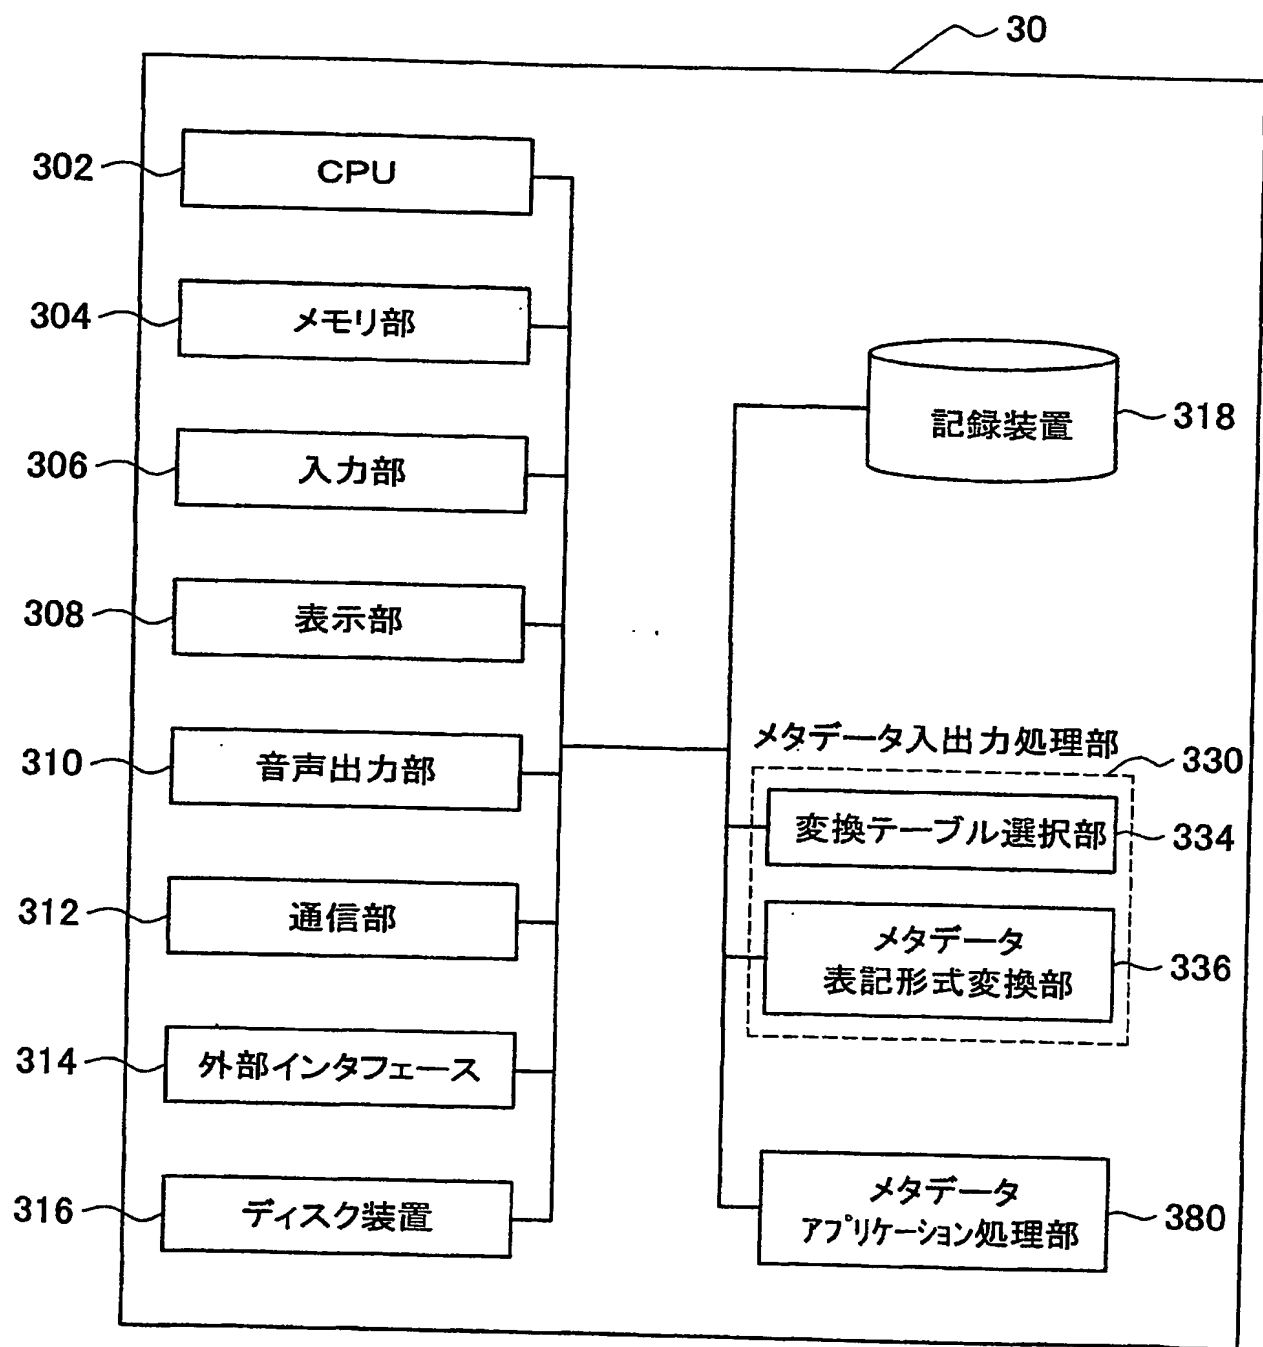 30
302
CPU
304
メモリ部
306
入力部
308
表示部
310
音声出力部
312
通信部
314
外部インタフェース
316
ディスク装置
記録装置
318
メタデータ入出力処理部
330
変換テーブル選択部
334
メタデータ
表記形式変換部
336
メタデータ
アプリケーション処理部
380